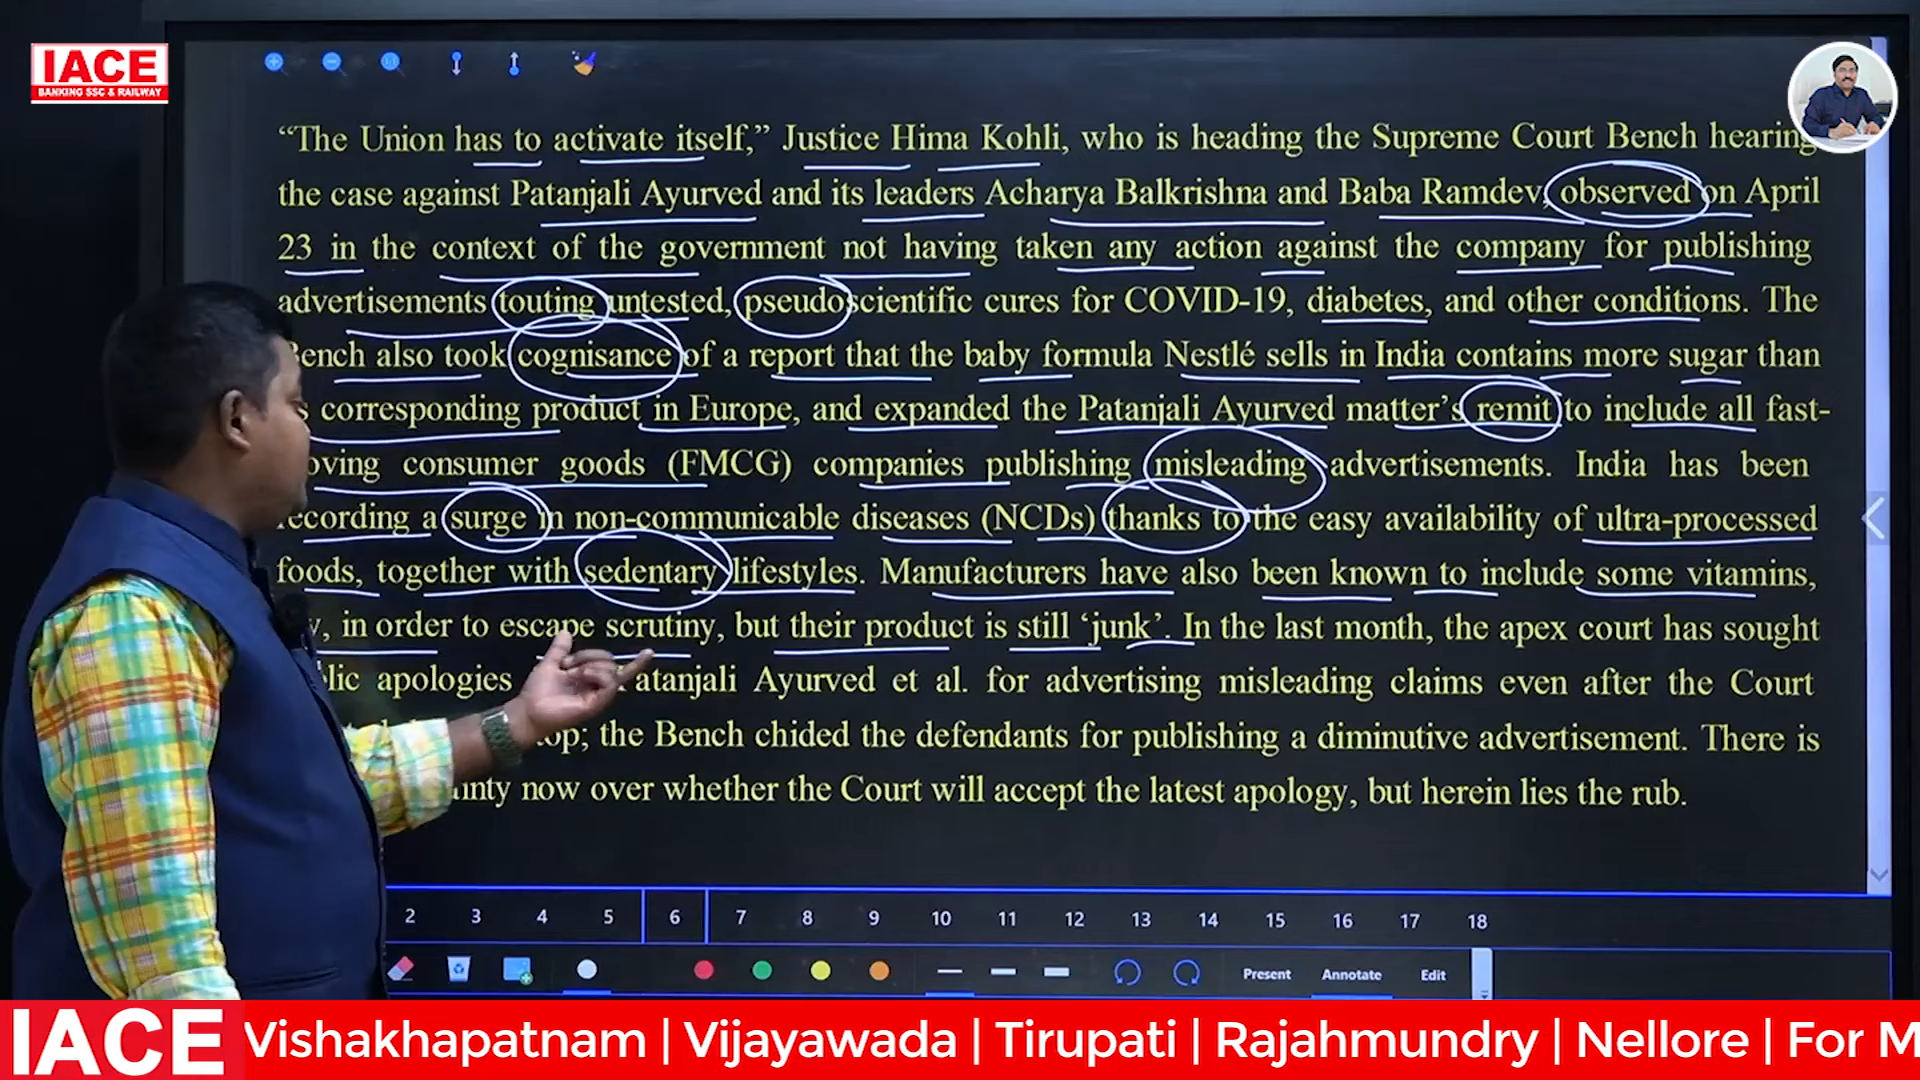 IACE
BANKING SSC & RAILWAY
“The Union has to activate itself,” Justice Hima Kohli, who is heading the Supreme Court Bench hearing
the case against Patanjali Ayurved and its leaders Acharya Balkrishna and Baba Ramdev, observed on April
23 in the context of the government not having taken any action against the company for publishing
advertisements touting untested, pseudoscientific cures for COVID-19, diabetes, and other conditions. The
Bench also took cognisance of a report that the baby formula Nestlé sells in India contains more sugar than
corresponding product in Europe, and expanded the Patanjali Ayurved matter’s remit to include all fast-
oving consumer goods (FMCG) companies publishing misleading advertisements. India has been
recording a surge in non-communicable diseases (NCDs) thanks to the easy availability of ultra-processed
foods, together with sedentary lifestyles. Manufacturers have also been known to include some vitamins,
in order to escape scrutiny, but their product is still ‘junk’. In the last month, the apex court has sought
lic apologies atanjali Ayurved et al. for advertising misleading claims even after the Court
top; the Bench chided the defendants for publishing a diminutive advertisement. There is
inty now over whether the Court will accept the latest apology, but herein lies the rub.
2 3 4 5 6 7 8 9 10 11 12 13 14 15 16 17 18
Present Annotate Edit
IACE Vishakhapatnam | Vijayawada | Tirupati | Rajahmundry | Nellore | For M